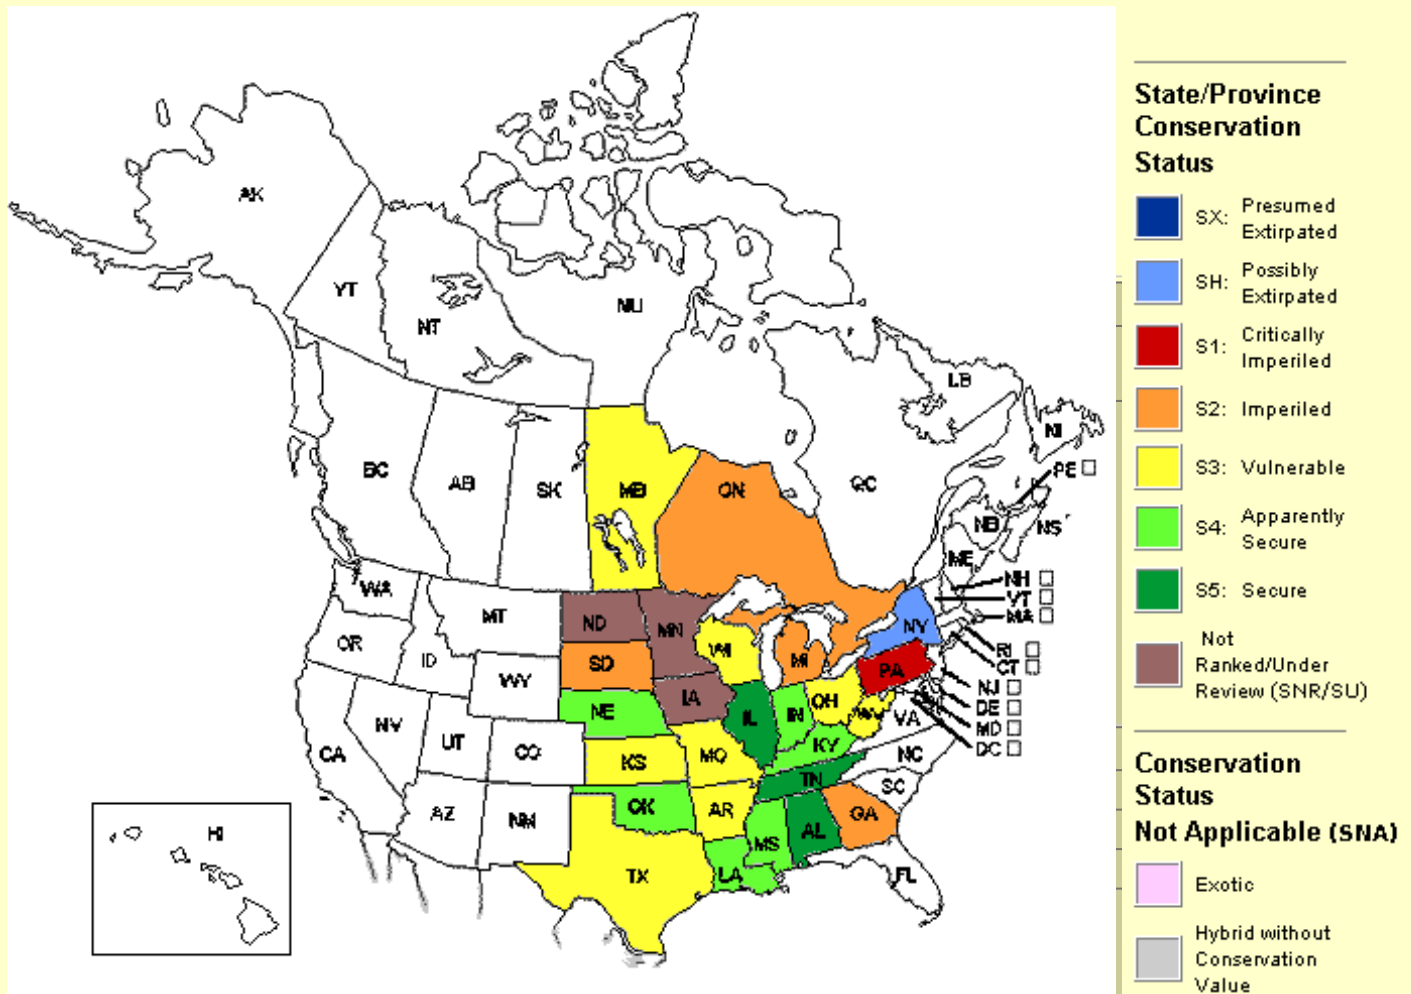 AK
YT
NT
NU
BC
AB
SK
MB
ON
QC
LB
NF
PE
NB
NS
ME
NH
VT
MA
RI
CT
NJ
DE
MD
DC
WA
OR
ID
MT
WY
ND
SD
NE
MN
IA
WI
MI
NY
PA
CA
NV
UT
CO
KS
MO
IL
IN
OH
WV
VA
KY
NC
TN
SC
AZ
NM
OK
AR
TX
LA
MS
AL
GA
FL
HI
State/Province
Conservation
Status
SX: Presumed
Extirpated
SH: Possibly
Extirpated
S1: Critically
Imperiled
S2: Imperiled
S3: Vulnerable
S4: Apparently
Secure
S5: Secure
Not
Ranked/Under
Review (SNR/SU)
Conservation
Status
Not Applicable (SNA)
Exotic
Hybrid without
Conservation
Value